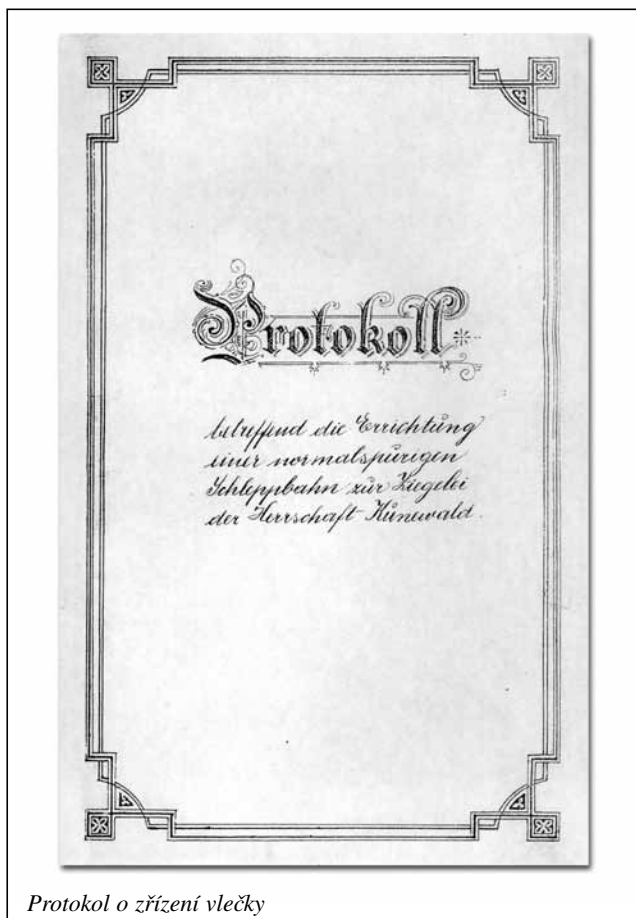 Protokoll
betreffend die Errichtung
einer normalspurigen
Schleppbahn zur Ziegelei
der Herrschaft Kunewald.
Protokol o zřízení vlečky